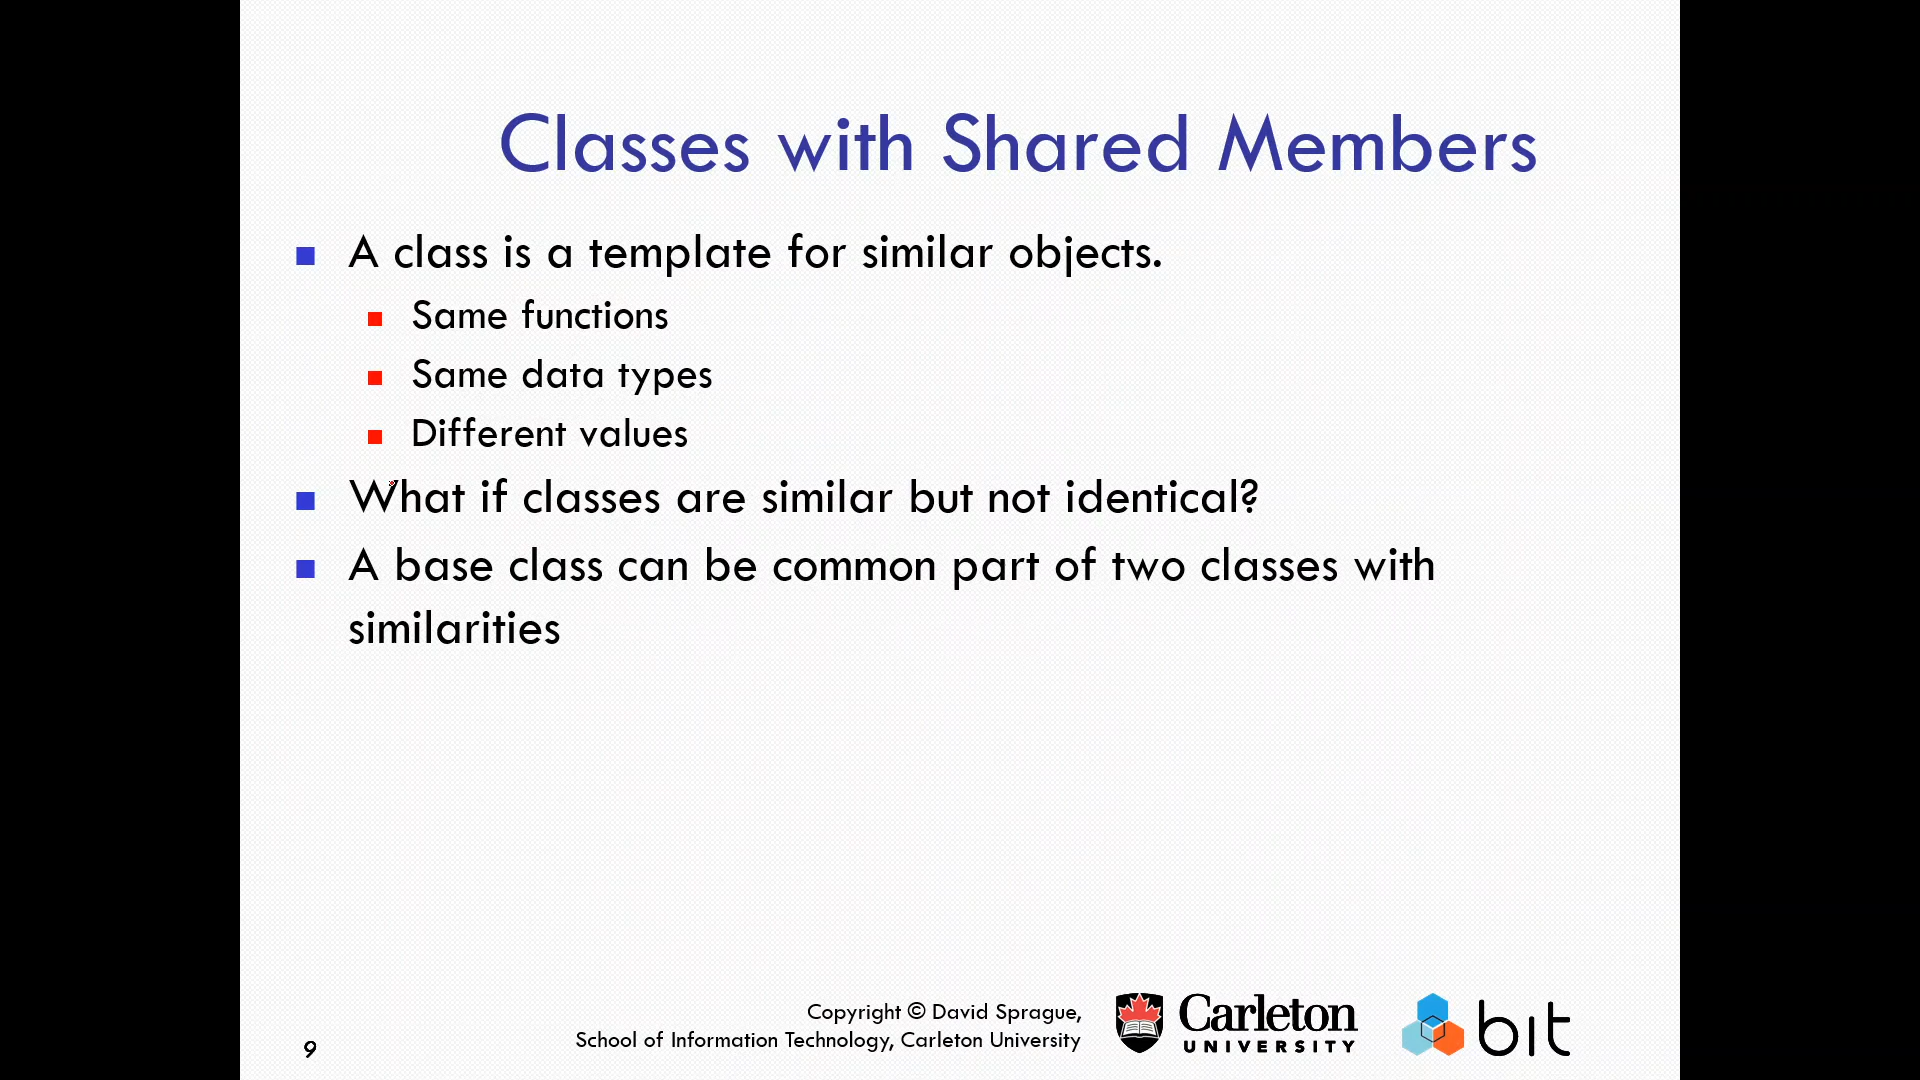 Classes with Shared Members
A class is a template for similar objects.
Same functions
Same data types
Different values
What if classes are similar but not identical?
A base class can be common part of two classes with
similarities
Copyright © David Sprague,
School of Information Technology, Carleton University
9
Carleton
UNIVERSITY
bit